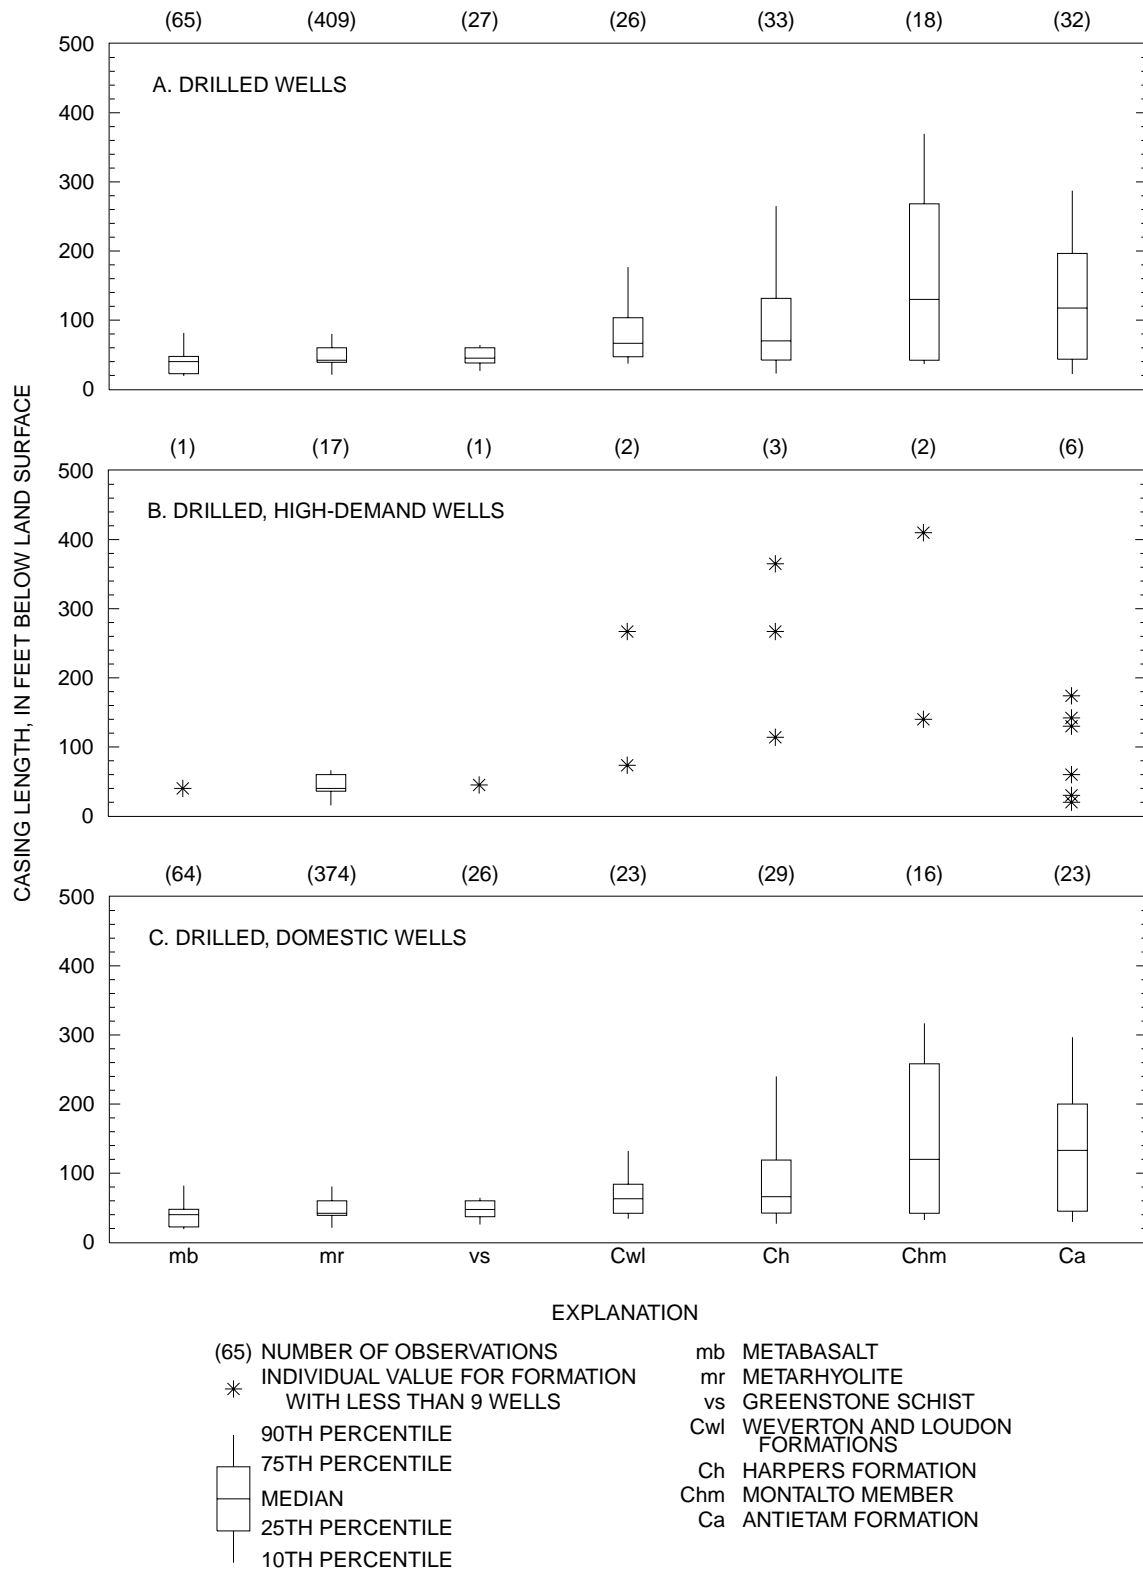 (65) (409) (27) (26) (33) (18) (32)
500
A. DRILLED WELLS
400
300
200
100
0
(1) (17) (1) (2) (3) (2) (6)
500
B. DRILLED, HIGH-DEMAND WELLS
400
300
200
100
0
CASING LENGTH, IN FEET BELOW LAND SURFACE
(64) (374) (26) (23) (29) (16) (23)
500
C. DRILLED, DOMESTIC WELLS
400
300
200
100
0
mb mr vs Cwl Ch Chm Ca
EXPLANATION
(65) NUMBER OF OBSERVATIONS
INDIVIDUAL VALUE FOR FORMATION
WITH LESS THAN 9 WELLS
90TH PERCENTILE
75TH PERCENTILE
MEDIAN
25TH PERCENTILE
10TH PERCENTILE
mb METABASALT
mr METARHYOLITE
vs GREENSTONE SCHIST
Cwl WEVERTON AND LOUDON
FORMATIONS
Ch HARPERS FORMATION
Chm MONTALTO MEMBER
Ca ANTIETAM FORMATION